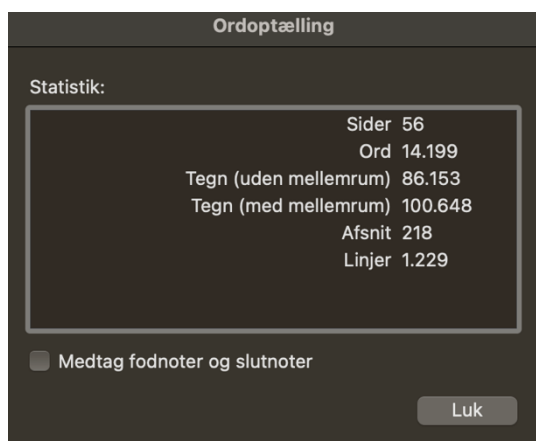 Ordoptælling
Statistik:
Sider 56
Ord 14.199
Tegn (uden mellemrum) 86.153
Tegn (med mellemrum) 100.648
Afsnit 218
Linjer 1.229
Medtag fodnoter og slutnoter
Luk